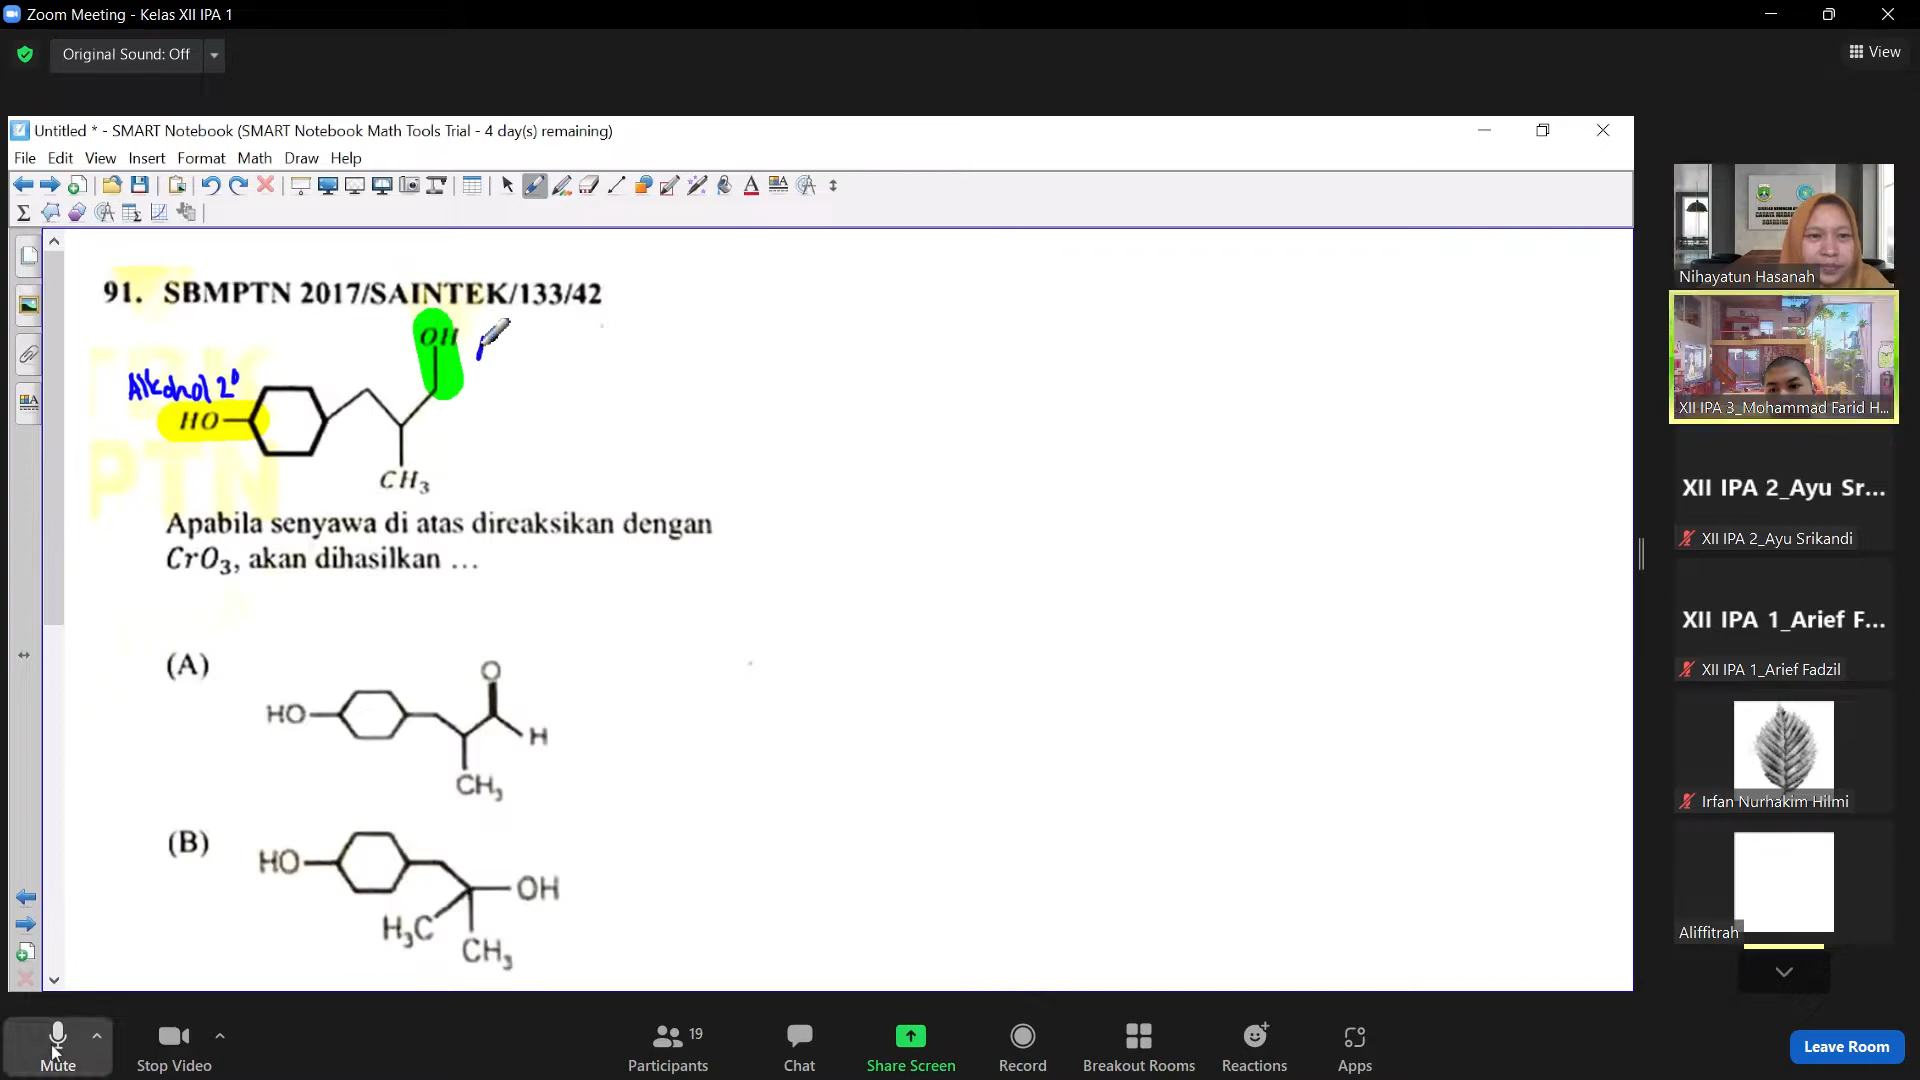 Zoom Meeting - Kelas XII IPA 1
Original Sound: Off
View
Untitled * - SMART Notebook (SMART Notebook Math Tools Trial - 4 day(s) remaining)
File Edit View Insert Format Math Draw Help
91. SBMPTN 2017/SAINTEK/133/42
OH
Alkohol 2°
HO
CH3
Apabila senyawa di atas direaksikan dengan
CrO3, akan dihasilkan ...
(A)
O
HO
H
CH3
(B)
HO
OH
H3C
CH3
Nihayatun Hasanah
XII IPA 3_Mohammad Farid H...
XII IPA 2_Ayu Sr...
XII IPA 2_Ayu Srikandi
XII IPA 1_Arief F...
XII IPA 1_Arief Fadzil
Irfan Nurhakim Hilmi
Aliffitrah
Mute
Stop Video
Participants
19
Chat
Share Screen
Record
Breakout Rooms
Reactions
Apps
Leave Room